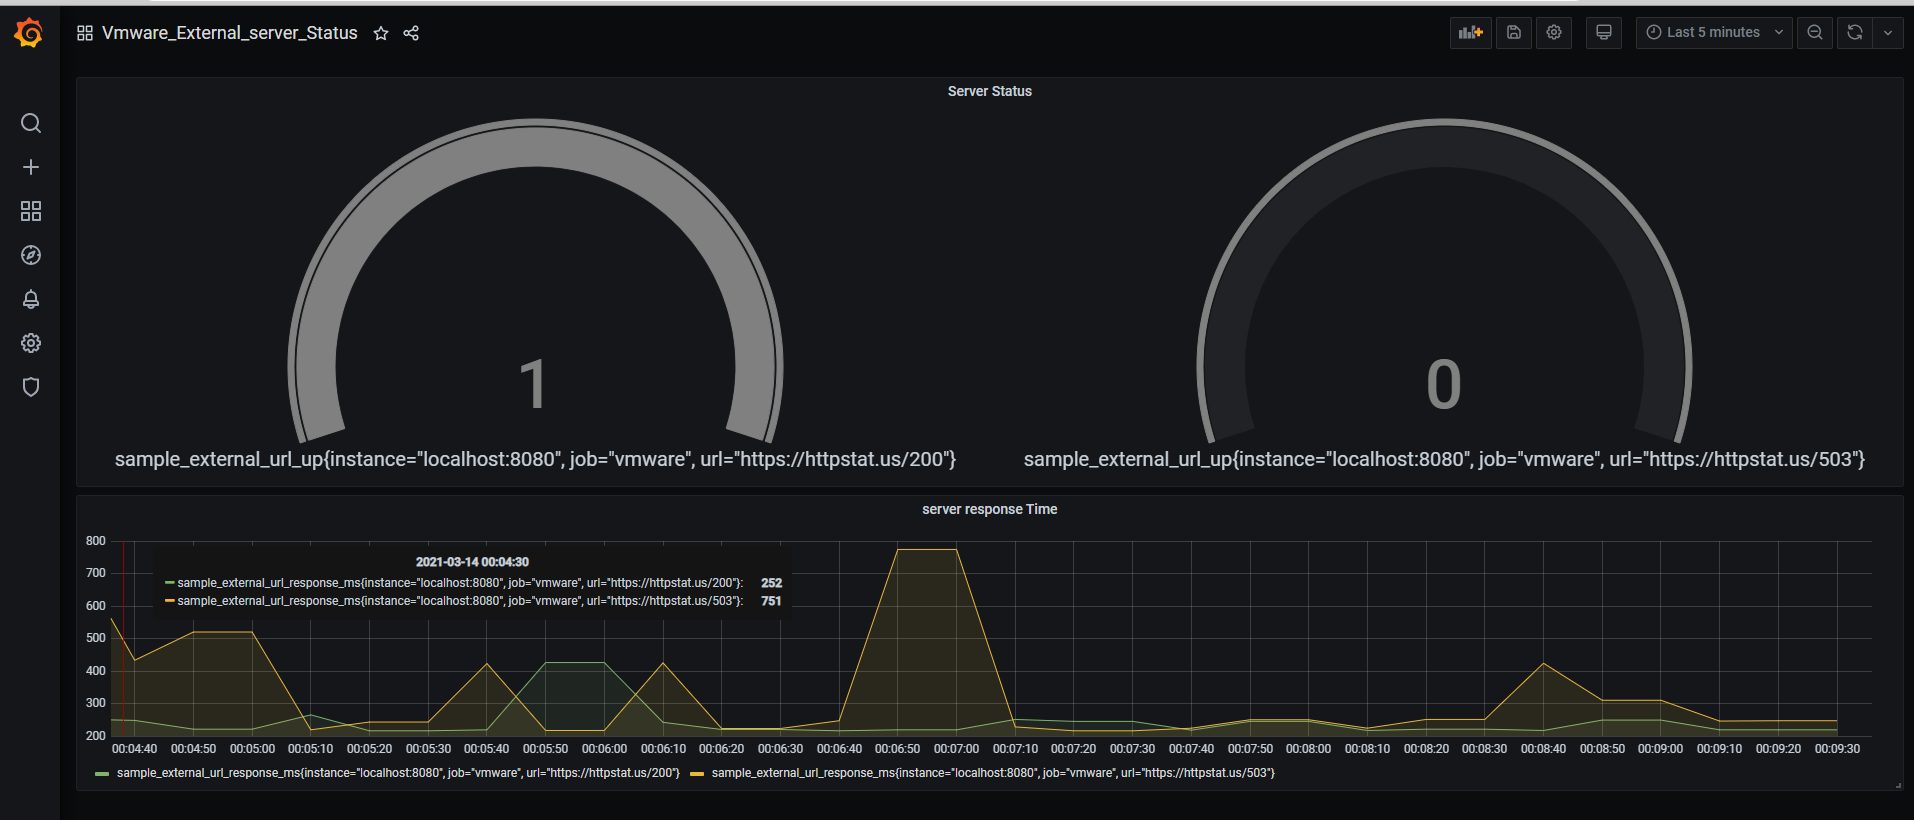 Vmware_External_server_Status
Last 5 minutes
Server Status
1
0
sample_external_url_up{instance="localhost:8080", job="vmware", url="https://httpstat.us/200"}
sample_external_url_up{instance="localhost:8080", job="vmware", url="https://httpstat.us/503"}
server response Time
800
700
600
500
400
300
200
2021-03-14 00:04:30
sample_external_url_response_ms{instance="localhost:8080", job="vmware", url="https://httpstat.us/200"}: 252
sample_external_url_response_ms{instance="localhost:8080", job="vmware", url="https://httpstat.us/503"}: 751
00:04:40 00:04:50 00:05:00 00:05:10 00:05:20 00:05:30 00:05:40 00:05:50 00:06:00 00:06:10 00:06:20 00:06:30 00:06:40 00:06:50 00:07:00 00:07:10 00:07:20 00:07:30 00:07:40 00:07:50 00:08:00 00:08:10 00:08:20 00:08:30 00:08:40 00:08:50 00:09:00 00:09:10 00:09:20 00:09:30
sample_external_url_response_ms{instance="localhost:8080", job="vmware", url="https://httpstat.us/200"} sample_external_url_response_ms{instance="localhost:8080", job="vmware", url="https://httpstat.us/503"}